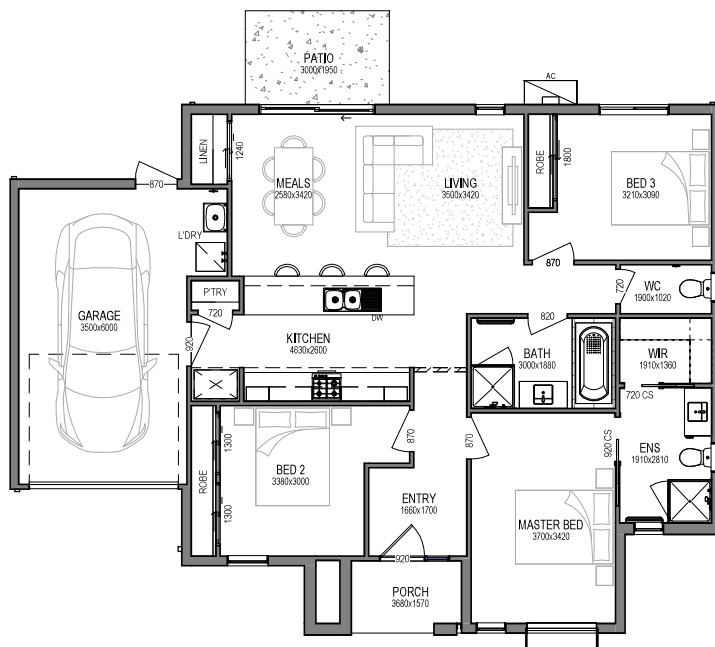 PATIO
3000x1950
AC
LINEN
1240
MEALS
2580x3420
LIVING
3500x3420
ROBE
1800
BED 3
3210x3090
870
L'DRY
870
720
WC
1900x1020
P'TRY
720
GARAGE
3500x6000
920
KITCHEN
4630x2600
DW
820
BATH
3000x1880
WIR
1910x1360
720 CS
ROBE
1300
1300
BED 2
3380x3000
870
870
920 CS
ENS
1910x2810
ENTRY
1660x1700
MASTER BED
3700x3420
920
PORCH
3680x1570